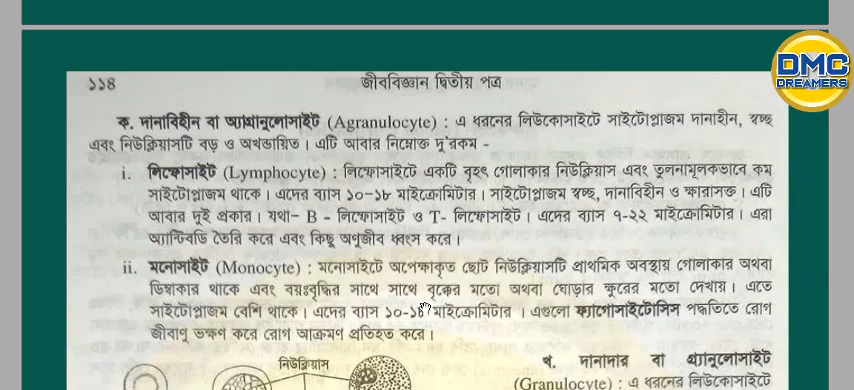 DMC
DREAMERS
১১৪ জীববিজ্ঞান দ্বিতীয় পত্র
ক. দানাবিহীন বা অ্যাগ্রানুলোসাইট (Agranulocyte) : এ ধরনের লিউকোসাইটে সাইটোপ্লাজম দানাহীন, স্বচ্ছ
এবং নিউক্লিয়াসটি বড় ও অখন্ডায়িত। এটি আবার নিম্নোক্ত দু'রকম -
i. লিম্ফোসাইট (Lymphocyte) : লিম্ফোসাইটে একটি বৃহৎ গোলাকার নিউক্লিয়াস এবং তুলনামূলকভাবে কম
সাইটোপ্লাজম থাকে। এদের ব্যাস ১০-১৮ মাইক্রোমিটার। সাইটোপ্লাজম স্বচ্ছ, দানাবিহীন ও ক্ষারাসক্ত। এটি
আবার দুই প্রকার। যথা- B - লিম্ফোসাইট ও T- লিম্ফোসাইট। এদের ব্যাস ৭-২২ মাইক্রোমিটার। এরা
অ্যান্টিবডি তৈরি করে এবং কিছু অণুজীব ধ্বংস করে।
ii. মনোসাইট (Monocyte) : মনোসাইটে অপেক্ষাকৃত ছোট নিউক্লিয়াসটি প্রাথমিক অবস্থায় গোলাকার অথবা
ডিম্বাকার থাকে এবং বয়ঃবৃদ্ধির সাথে সাথে বৃক্কের মতো অথবা ঘোড়ার ক্ষুরের মতো দেখায়। এতে
সাইটোপ্লাজম বেশি থাকে। এদের ব্যাস ১০-১৪ মাইক্রোমিটার । এগুলো ফ্যাগোসাইটোসিস পদ্ধতিতে রোগ
জীবাণু ভক্ষণ করে রোগ আক্রমণ প্রতিহত করে।
নিউক্লিয়াস
খ. দানাদার বা গ্রানুলোসাইট
(Granulocyte) : এ ধরনের লিউকোসাইটে